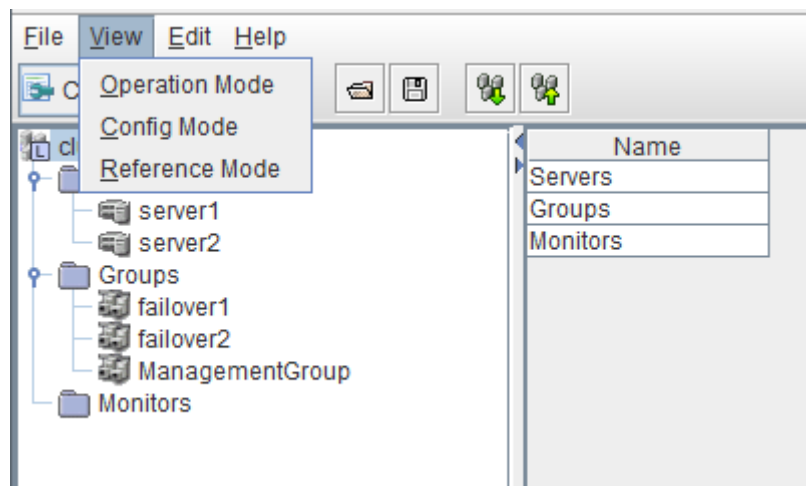 File View Edit Help
Operation Mode
Config Mode
Reference Mode
Name
Servers
Groups
Monitors
server1
server2
Groups
failover1
failover2
ManagementGroup
Monitors